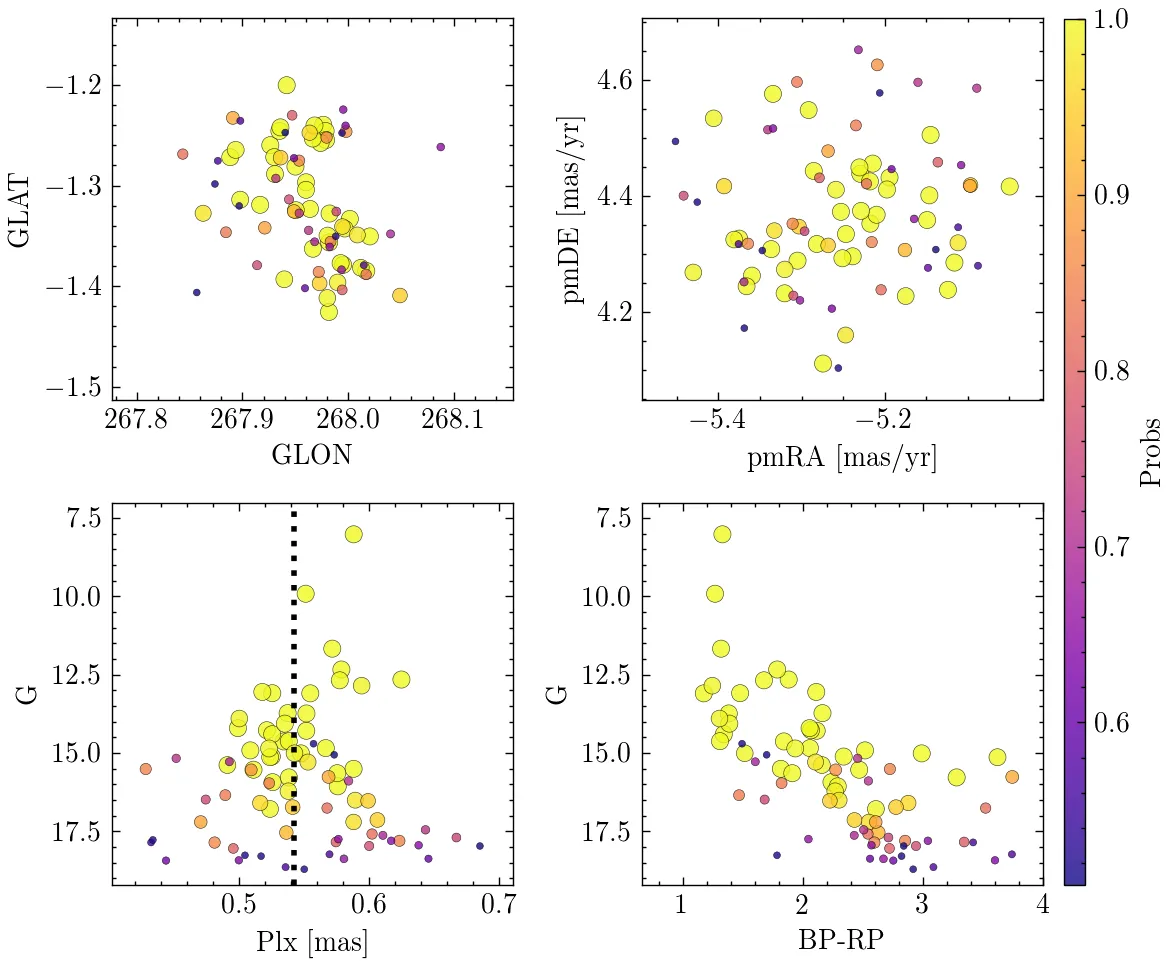 −1.2
−1.3
−1.4
−1.5
GLAT
267.8 267.9 268.0 268.1
GLON
4.6
4.4
4.2
pmDE [mas/yr]
−5.4 −5.2
pmRA [mas/yr]
7.5
10.0
12.5
15.0
17.5
G
0.5 0.6 0.7
Plx [mas]
7.5
10.0
12.5
15.0
17.5
G
1 2 3 4
BP-RP
1.0
0.9
0.8
0.7
0.6
Probs